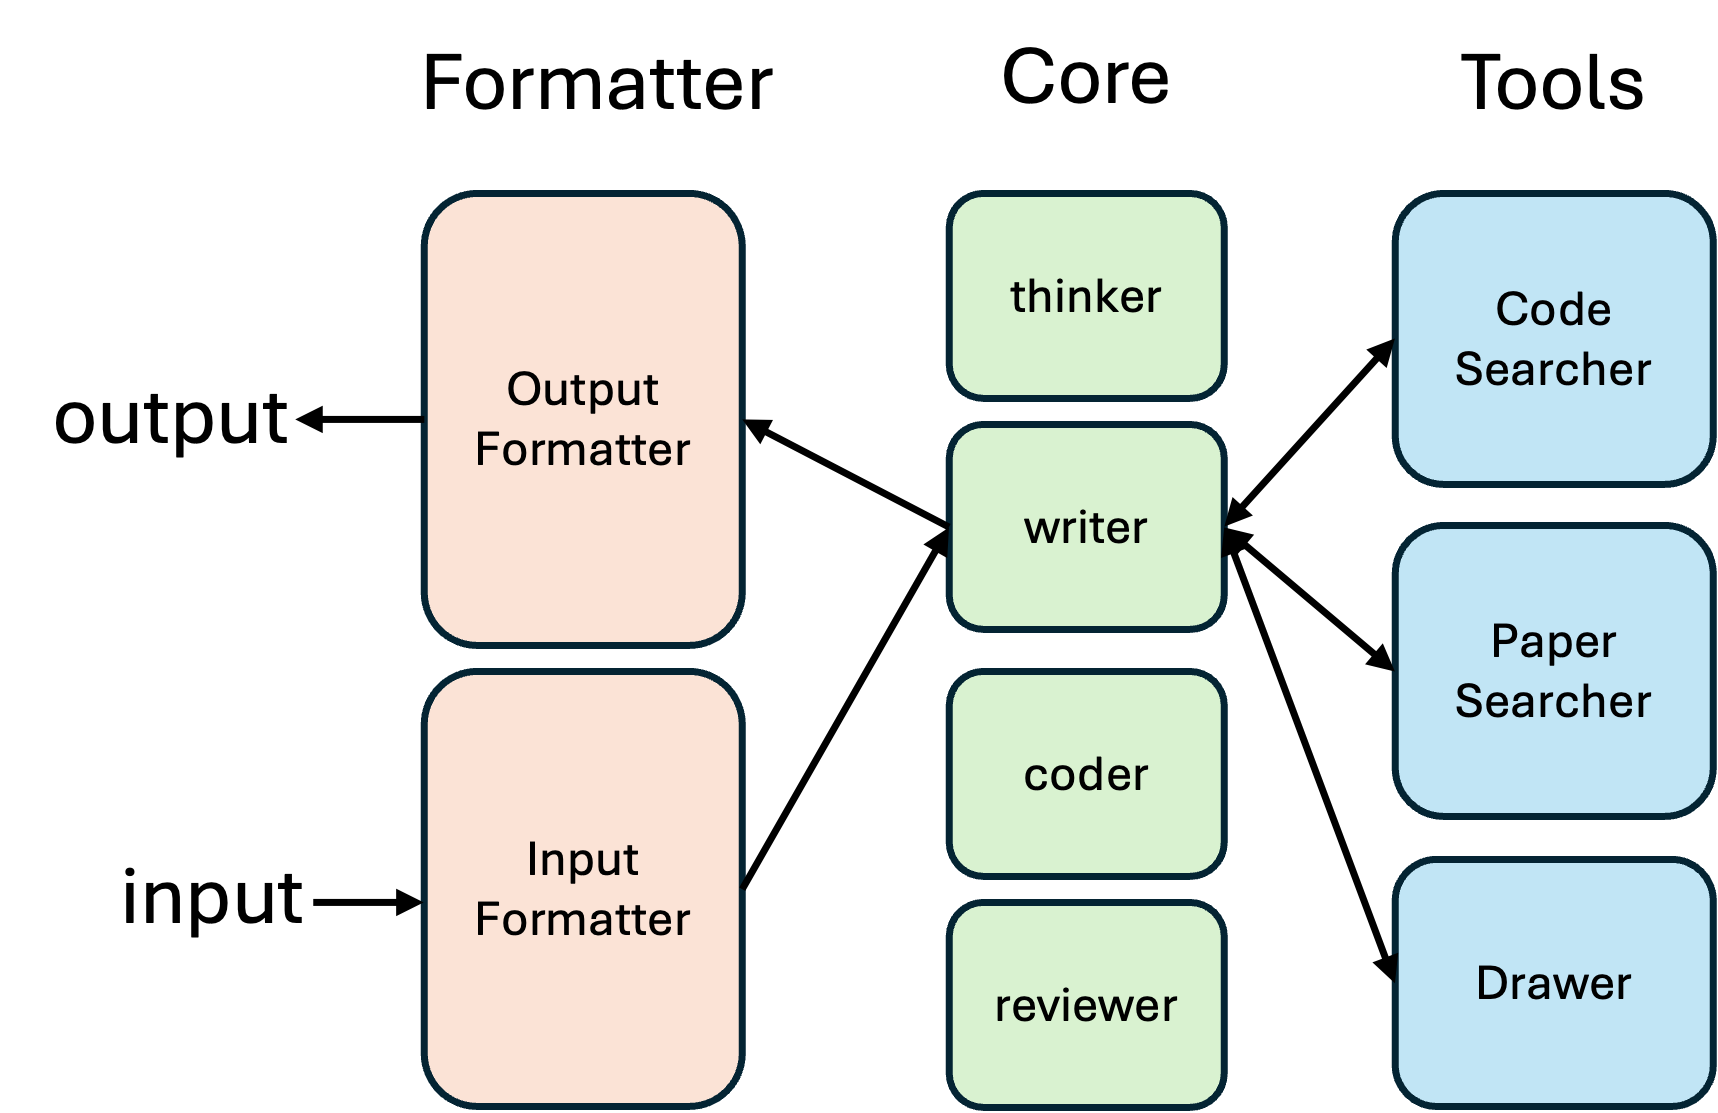 Formatter
Core
Tools
Output
Formatter
output
Input
Formatter
input
thinker
writer
coder
reviewer
Code
Searcher
Paper
Searcher
Drawer